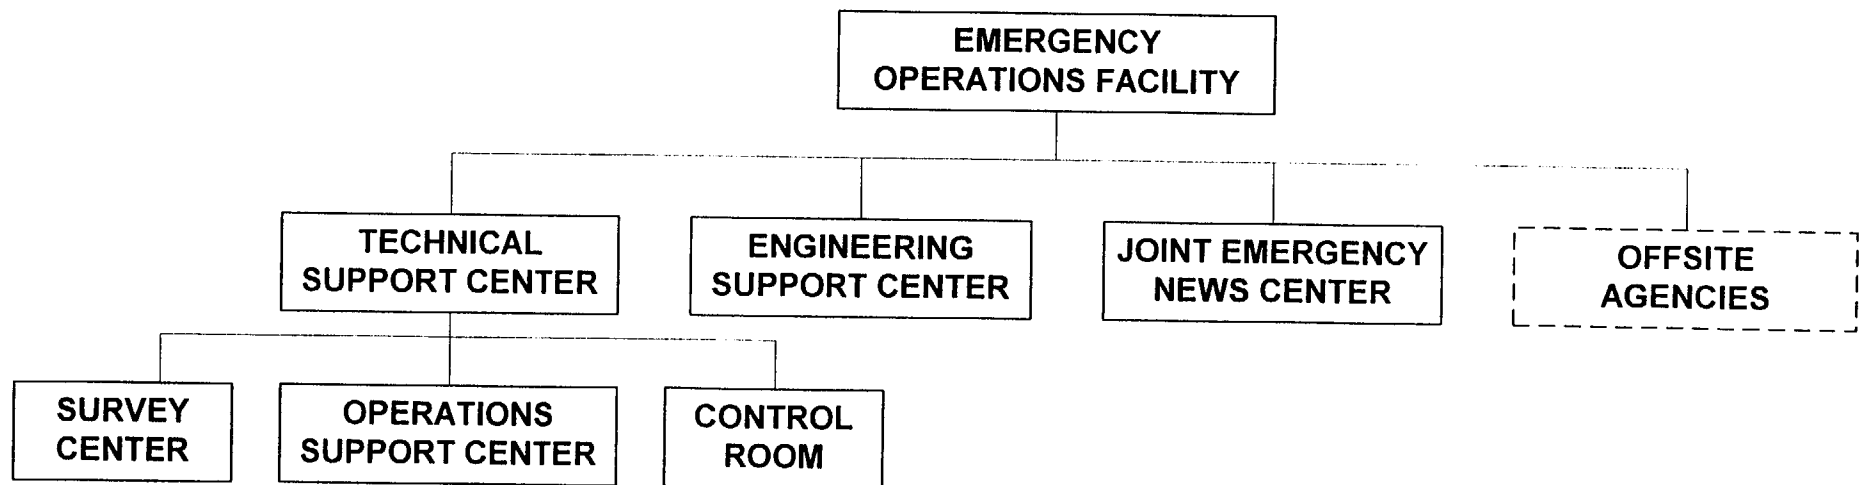 EMERGENCY
OPERATIONS FACILITY
TECHNICAL
SUPPORT CENTER
ENGINEERING
SUPPORT CENTER
JOINT EMERGENCY
NEWS CENTER
OFFSITE
AGENCIES
SURVEY
CENTER
OPERATIONS
SUPPORT CENTER
CONTROL
ROOM